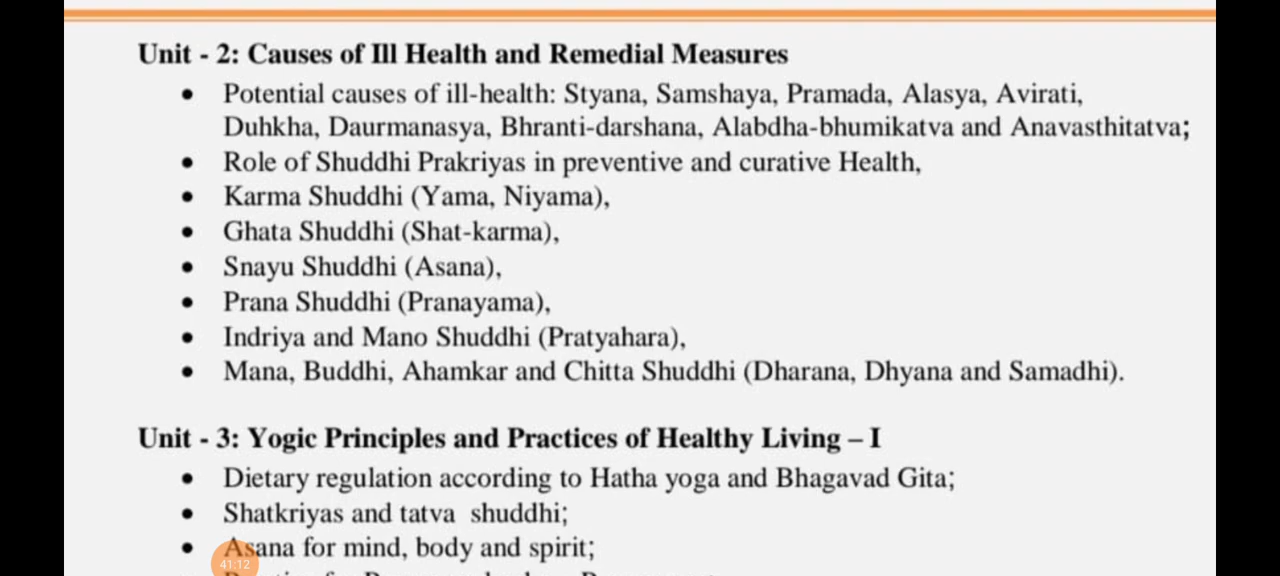 Unit - 2: Causes of Ill Health and Remedial Measures
• Potential causes of ill-health: Styana, Samshaya, Pramada, Alasya, Avirati,
Duhkha, Daurmanasya, Bhranti-darshana, Alabdha-bhumikatva and Anavasthitatva;
• Role of Shuddhi Prakriyas in preventive and curative Health,
• Karma Shuddhi (Yama, Niyama),
• Ghata Shuddhi (Shat-karma),
• Snayu Shuddhi (Asana),
• Prana Shuddhi (Pranayama),
• Indriya and Mano Shuddhi (Pratyahara),
• Mana, Buddhi, Ahamkar and Chitta Shuddhi (Dharana, Dhyana and Samadhi).
Unit - 3: Yogic Principles and Practices of Healthy Living – I
• Dietary regulation according to Hatha yoga and Bhagavad Gita;
• Shatkriyas and tatva shuddhi;
• Asana for mind, body and spirit;
41:12